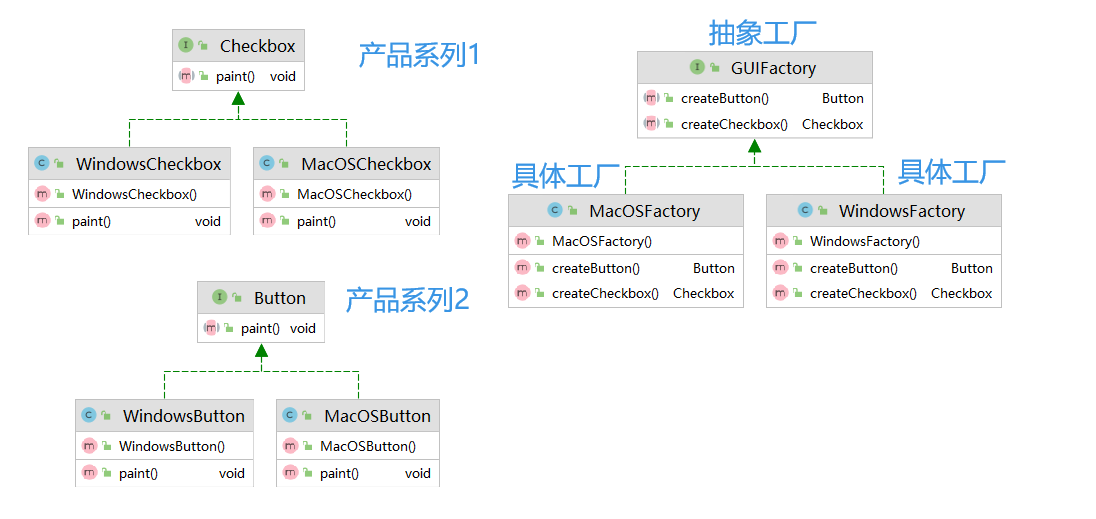 Checkbox
paint() void
产品系列1
WindowsCheckbox
WindowsCheckbox()
paint() void
MacOSCheckbox
MacOSCheckbox()
paint() void
Button
paint() void
产品系列2
WindowsButton
WindowsButton()
paint() void
MacOSButton
MacOSButton()
paint() void
抽象工厂
GUIFactory
createButton() Button
createCheckbox() Checkbox
具体工厂
MacOSFactory
MacOSFactory()
createButton() Button
createCheckbox() Checkbox
具体工厂
WindowsFactory
WindowsFactory()
createButton() Button
createCheckbox() Checkbox